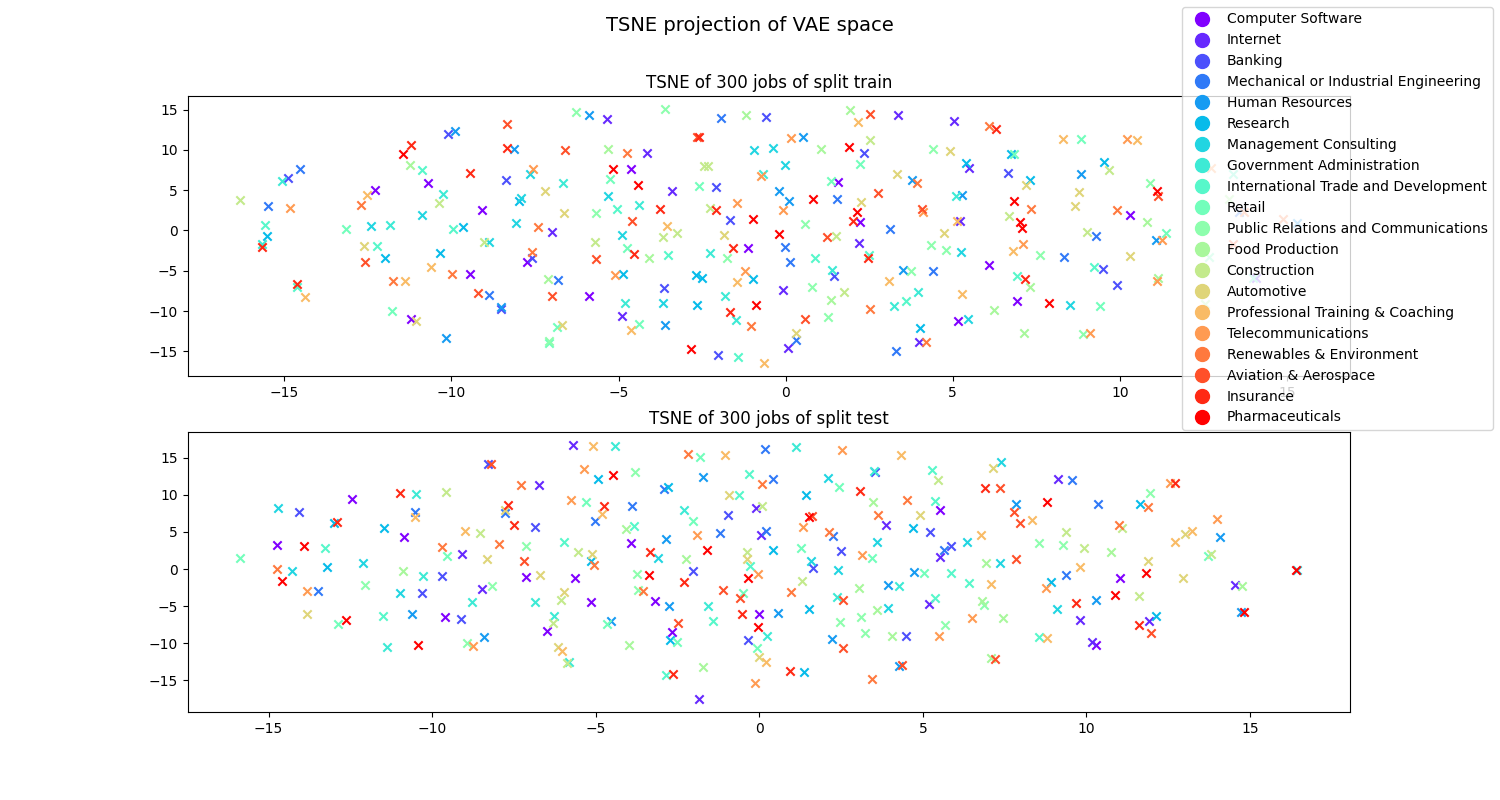 TSNE projection of VAE space
TSNE of 300 jobs of split train
15
10
5
0
−5
−10
−15
−15
−10
−5
0
5
10
15
Computer Software
Internet
Banking
Mechanical or Industrial Engineering
Human Resources
Research
Management Consulting
Government Administration
International Trade and Development
Retail
Public Relations and Communications
Food Production
Construction
Automotive
Professional Training & Coaching
Telecommunications
Renewables & Environment
Aviation & Aerospace
Insurance
Pharmaceuticals
TSNE of 300 jobs of split test
15
10
5
0
−5
−10
−15
−15
−10
−5
0
5
10
15